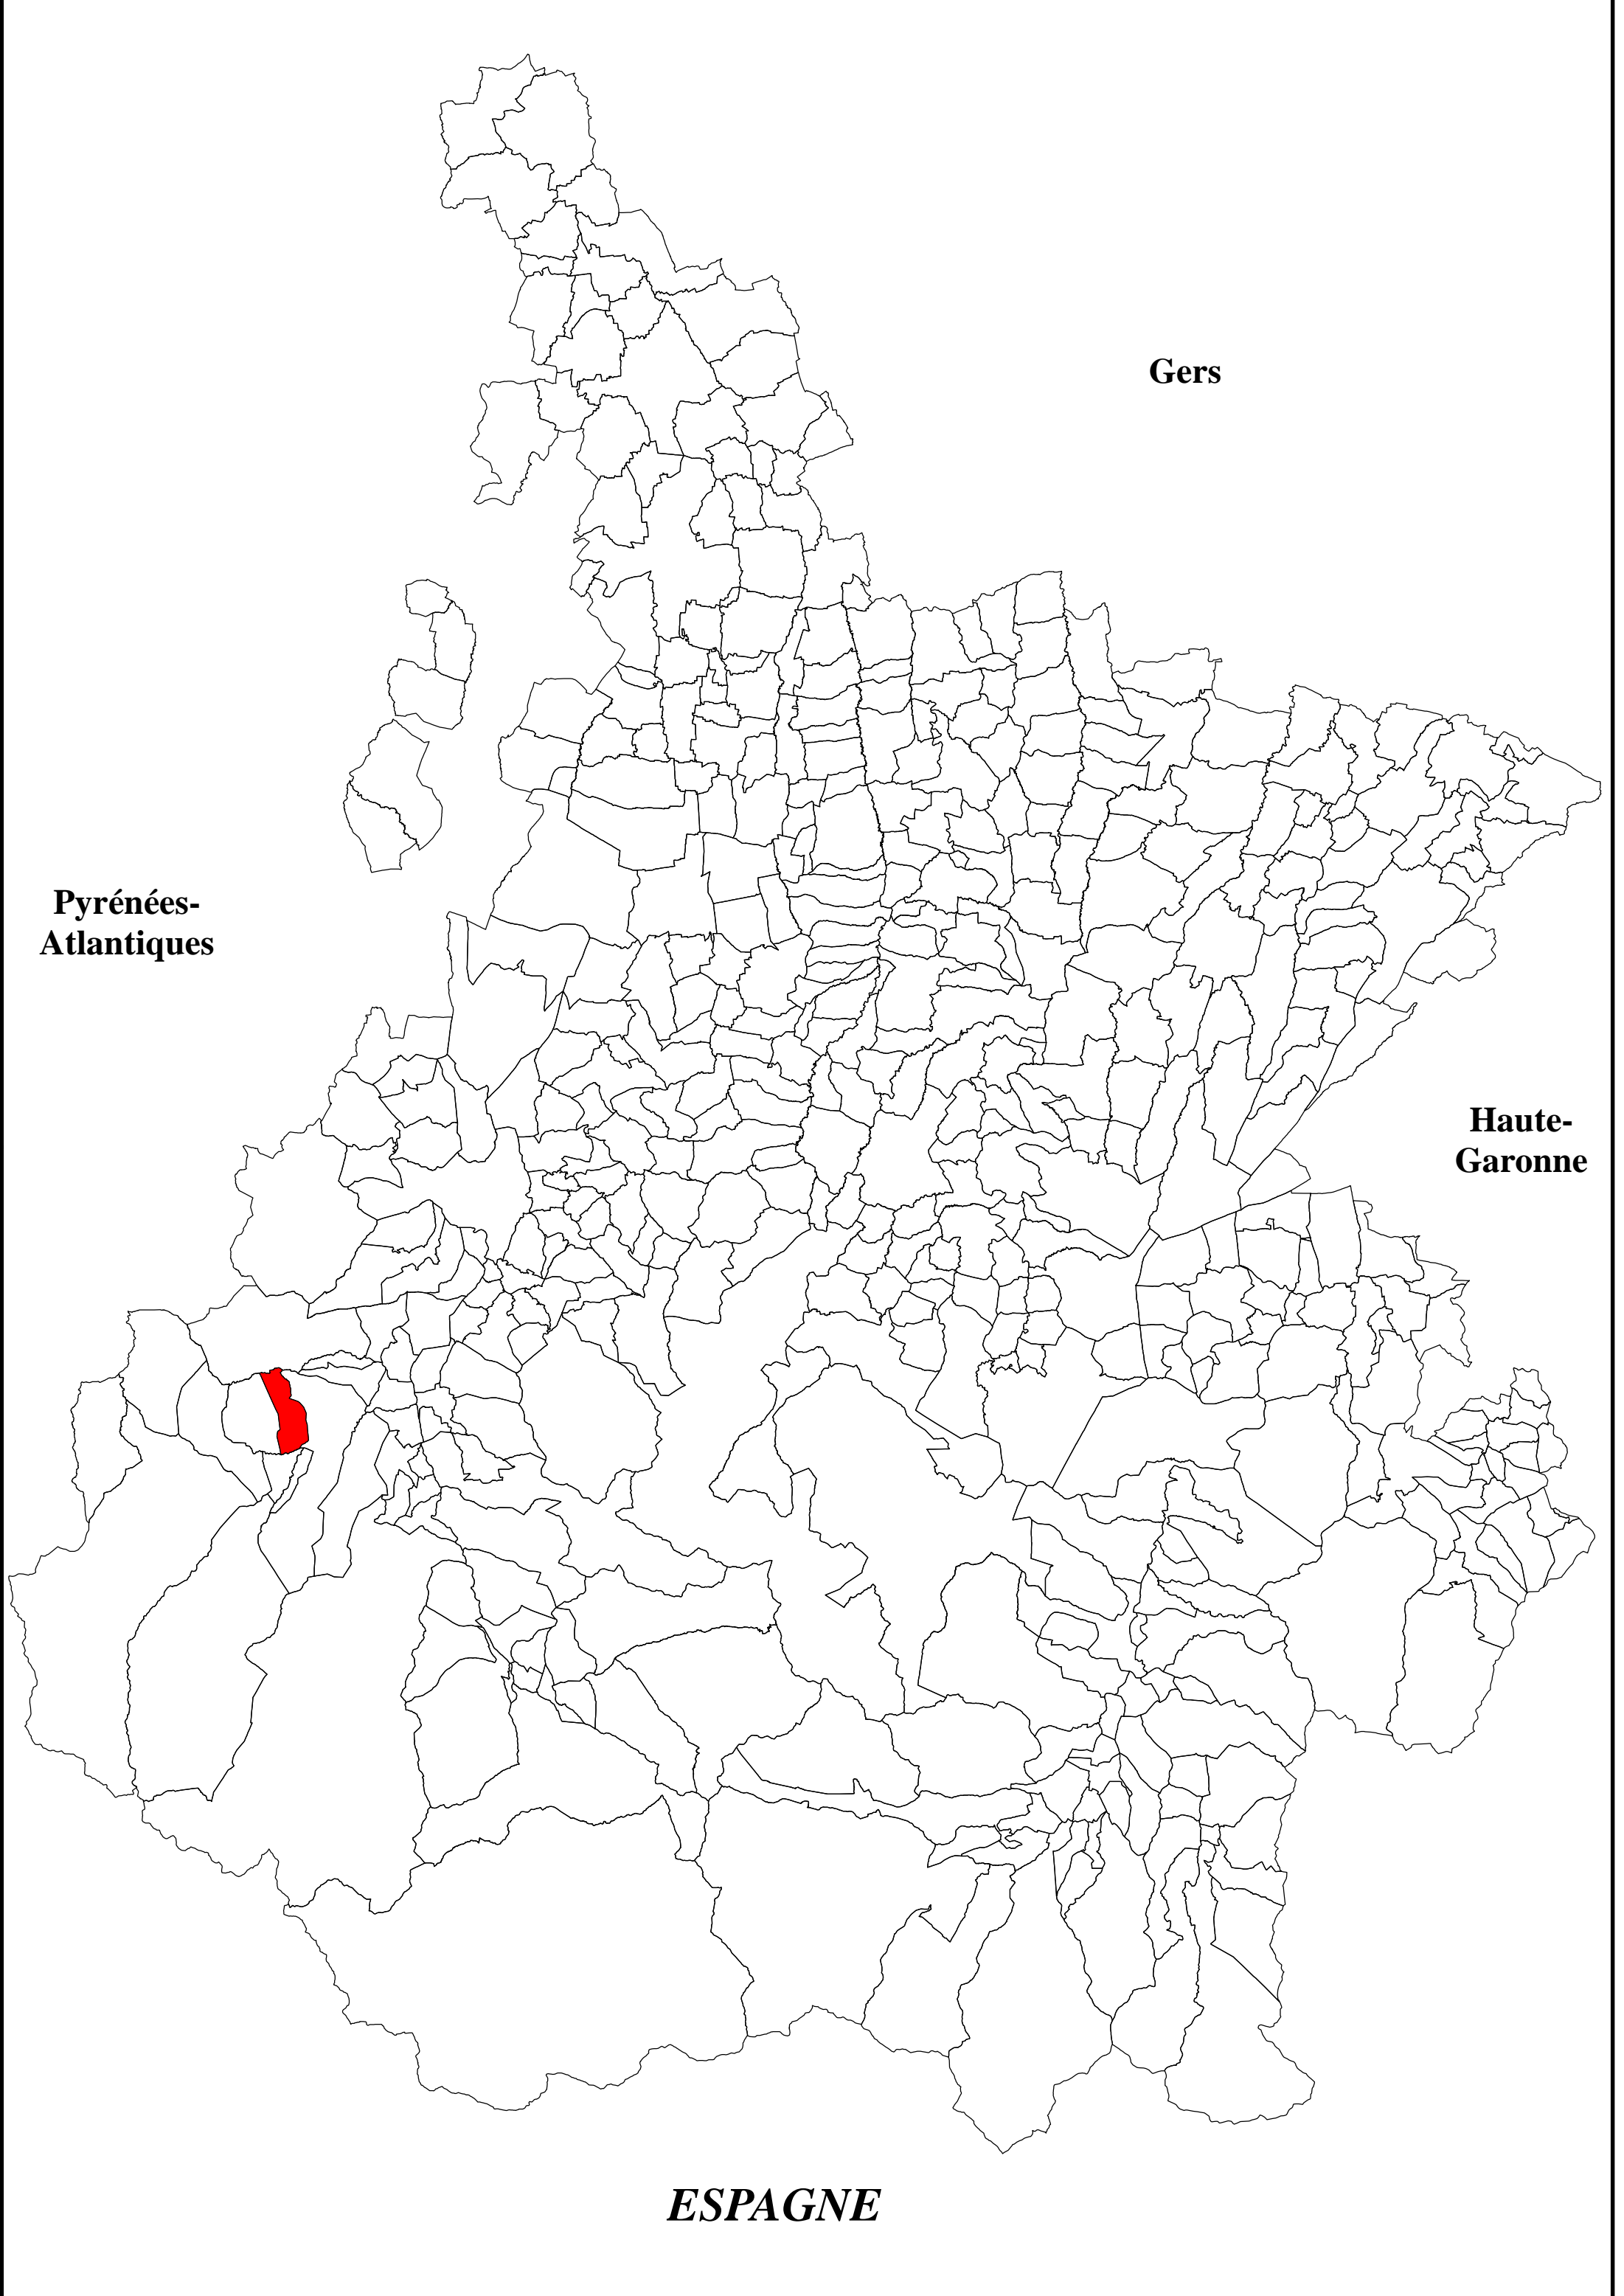 Gers
Pyrénées-
Atlantiques
Haute-
Garonne
ESPAGNE